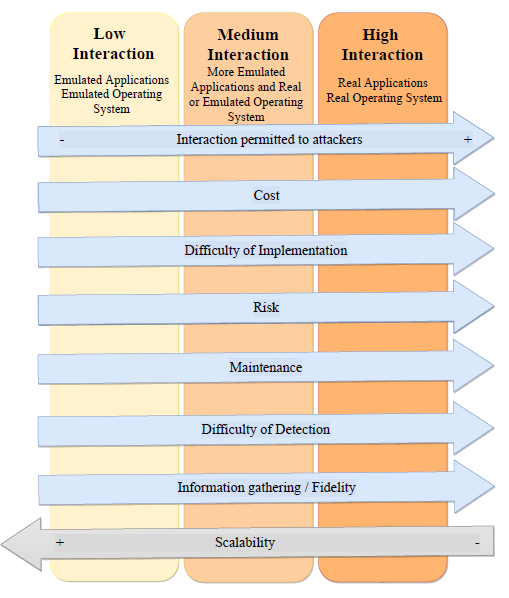 Low
Interaction
Emulated Applications
Emulated Operating
System
Medium
Interaction
More Emulated
Applications and Real
or Emulated Operating
System
High
Interaction
Real Applications
Real Operating System
- Interaction permitted to attackers +
Cost
Difficulty of Implementation
Risk
Maintenance
Difficulty of Detection
Information gathering / Fidelity
+ Scalability -